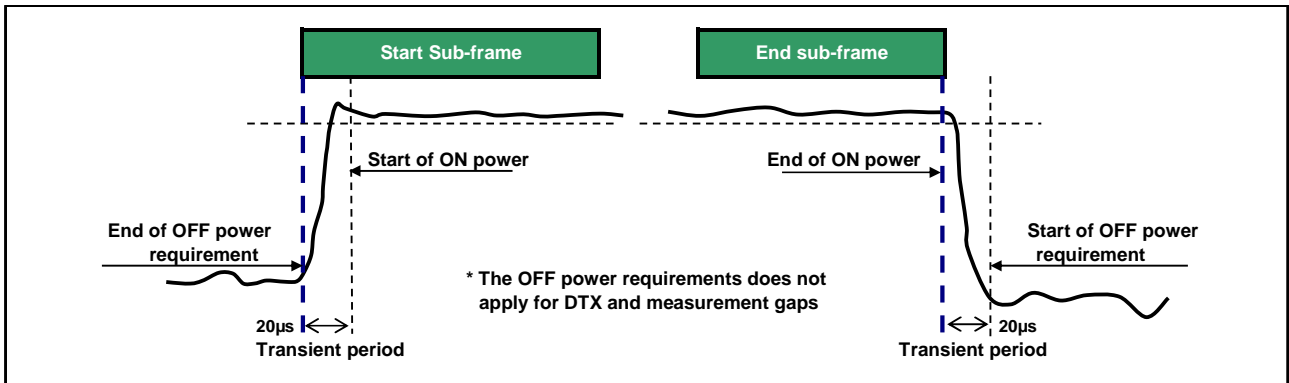 Start Sub-frame
End sub-frame
Start of ON power
End of ON power
End of OFF power
requirement
Start of OFF power
requirement
* The OFF power requirements does not
apply for DTX and measurement gaps
20µs
Transient period
20µs
Transient period